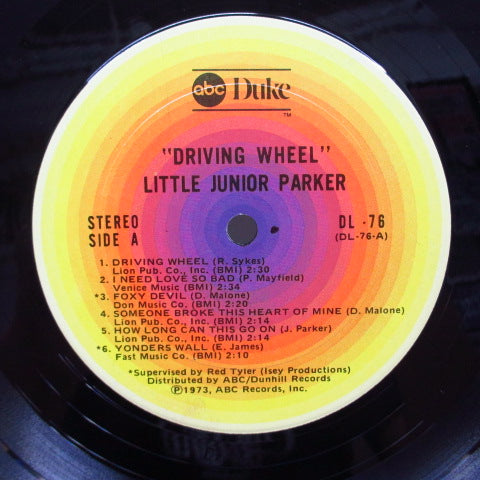 abc Duke
TM
"DRIVING WHEEL"
LITTLE JUNIOR PARKER
STEREO
SIDE A
DL -76
(DL-76-A)
1. DRIVING WHEEL (R. Sykes)
Lion Pub. Co., Inc. (BMI) 2:30
2. I NEED LOVE SO BAD (P. Mayfield)
Venice Music (BMI) 2:34
*3. FOXY DEVIL (D. Malone)
Don Music Co. (BMI) 2:20
4. SOMEONE BROKE THIS HEART OF MINE (D. Malone)
Lion Pub. Co., Inc. (BMI) 2:14
5. HOW LONG CAN THIS GO ON (J. Parker)
Lion Pub. Co., Inc. (BMI) 2:14
*6. YONDERS WALL (E. James)
Fast Music Co. (BMI) 2:10
*Supervised by Red Tyler (Isey Productions)
Distributed by ABC/Dunhill Records
℗1973, ABC Records, Inc.